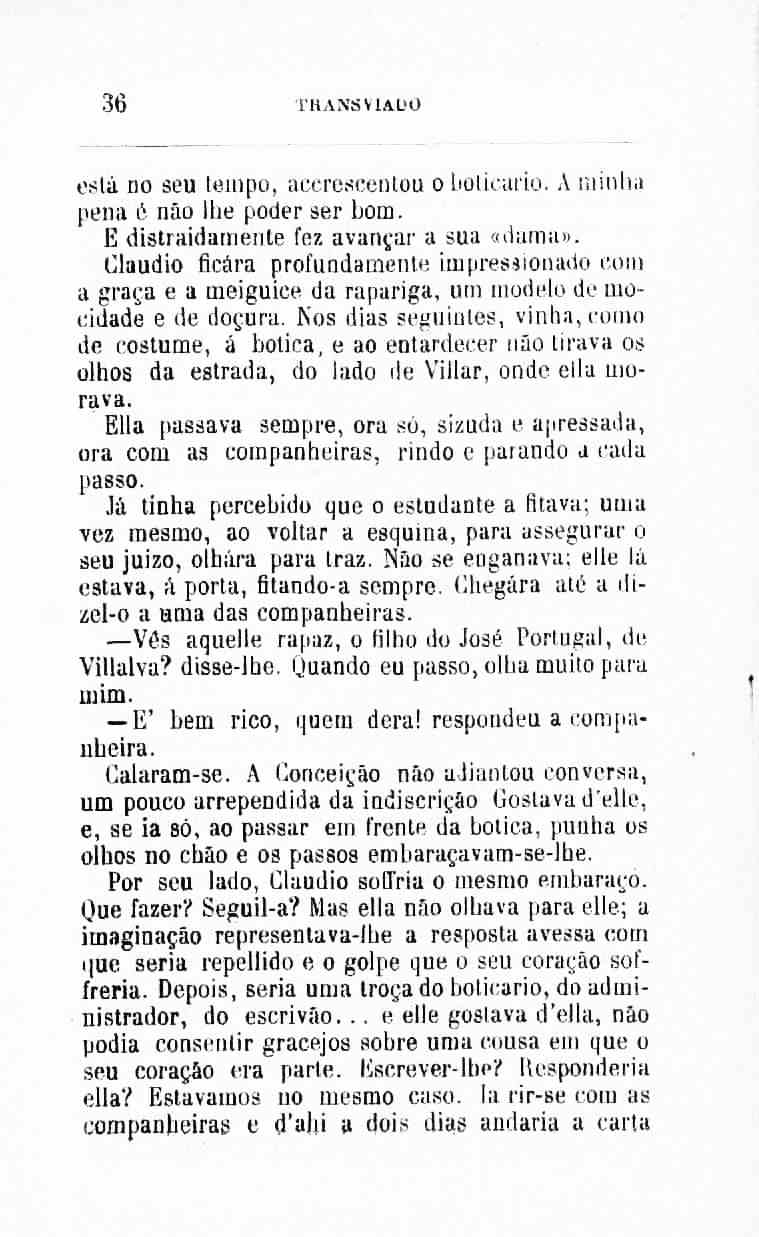 36 TRANSVIADO
está no seu tempo, accrescentou o boticario. A minha
pena é não lhe poder ser bom.
E distraidamente fez avançar a sua «dama».
Claudio ficára profundamente impressionado com
a graça e a meiguice da rapariga, um modelo de mo-
cidade e de doçura. Nos dias seguintes, vinha, como
de costume, á botica, e ao entardecer não tirava os
olhos da estrada, do lado de Villar, onde ella mo-
rava.
Ella passava sempre, ora só, sizuda e apressada,
ora com as companheiras, rindo e parando a cada
passo.
Já tinha percebido que o estudante a fitava; uma
vez mesmo, ao voltar a esquina, para assegurar o
seu juizo, olhára para traz. Não se enganava; elle lá
estava, á porta, fitando-a sempre. Chegára até a di-
zel-o a uma das companheiras.
—Vês aquelle rapaz, o filho do José Portugal, de
Villalva? disse-lhe. Quando eu passo, olha muito para
mim.
—E' bem rico, quem dera! respondeu a compa-
nheira.
Calaram-se. A Conceição não adiantou conversa,
um pouco arrependida da indiscrição Gostava d'elle,
e, se ia só, ao passar em frente da botica, punha os
olhos no chão e os passos embaraçavam-se-lhe.
Por seu lado, Claudio soffria o mesmo embaraço.
Que fazer? Seguil-a? Mas ella não olhava para elle; a
imaginação representava-lhe a resposta avessa com
que seria repellido e o golpe que o seu coração sof-
freria. Depois, seria uma troça do boticario, do admi-
nistrador, do escrivão... e elle gostava d'ella, não
podia consentir gracejos sobre uma cousa em que o
seu coração era parte. Escrever-lhe? Responderia
ella? Estavamos no mesmo caso. Ia rir-se com as
companheiras e d'ahi a dois dias andaria a carta